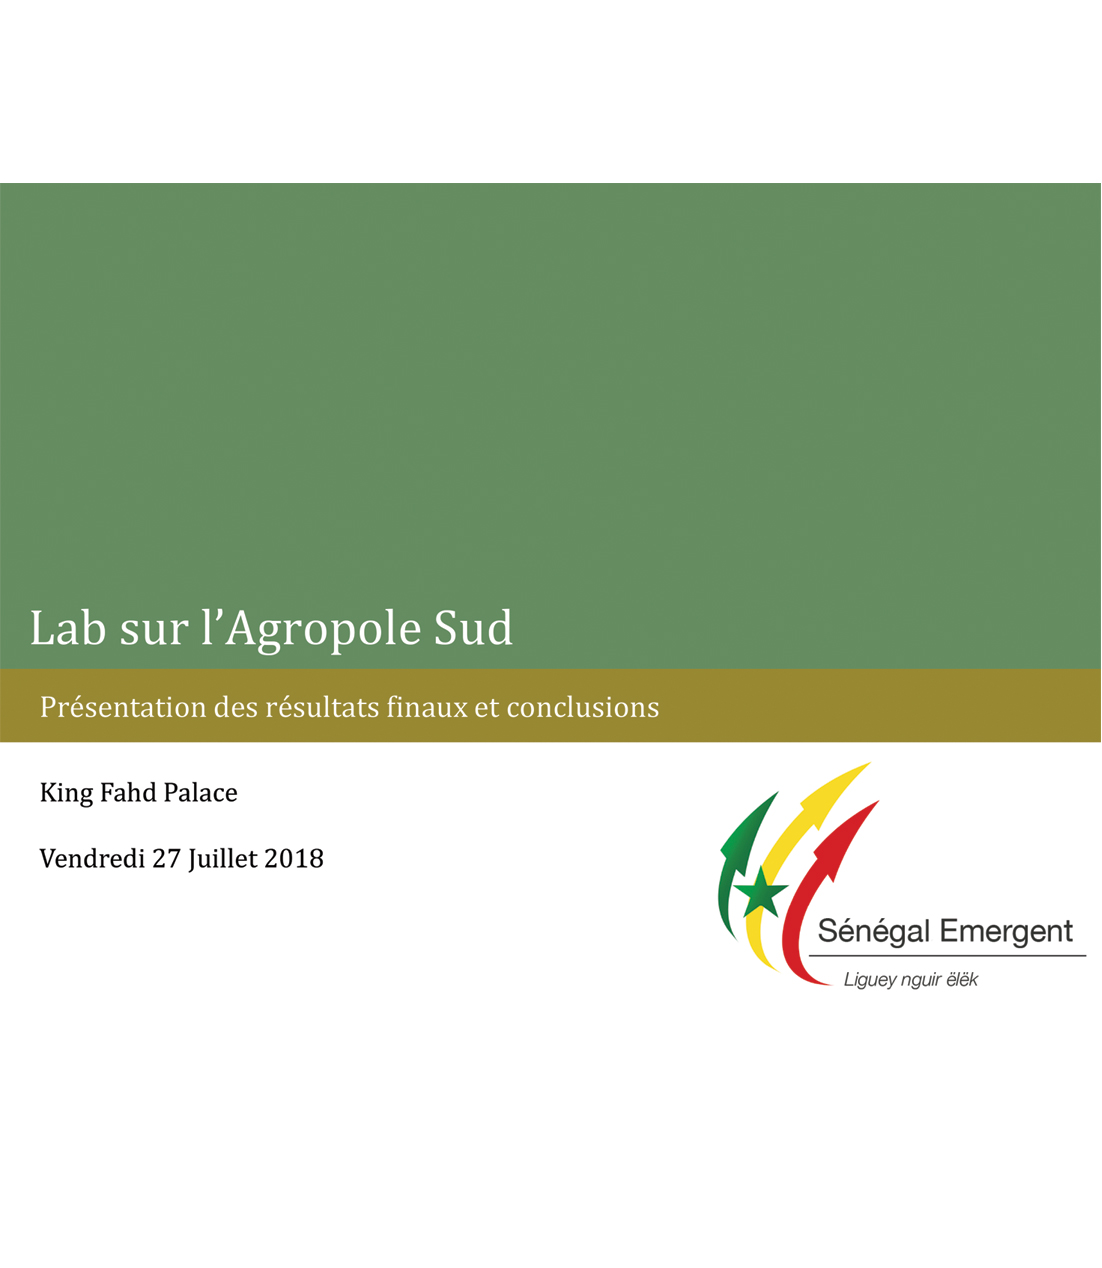 Lab sur l’Agropole Sud
Présentation des résultats finaux et conclusions
King Fahd Palace
Vendredi 27 Juillet 2018
Sénégal Emergent
Liguey nguir ëlëk